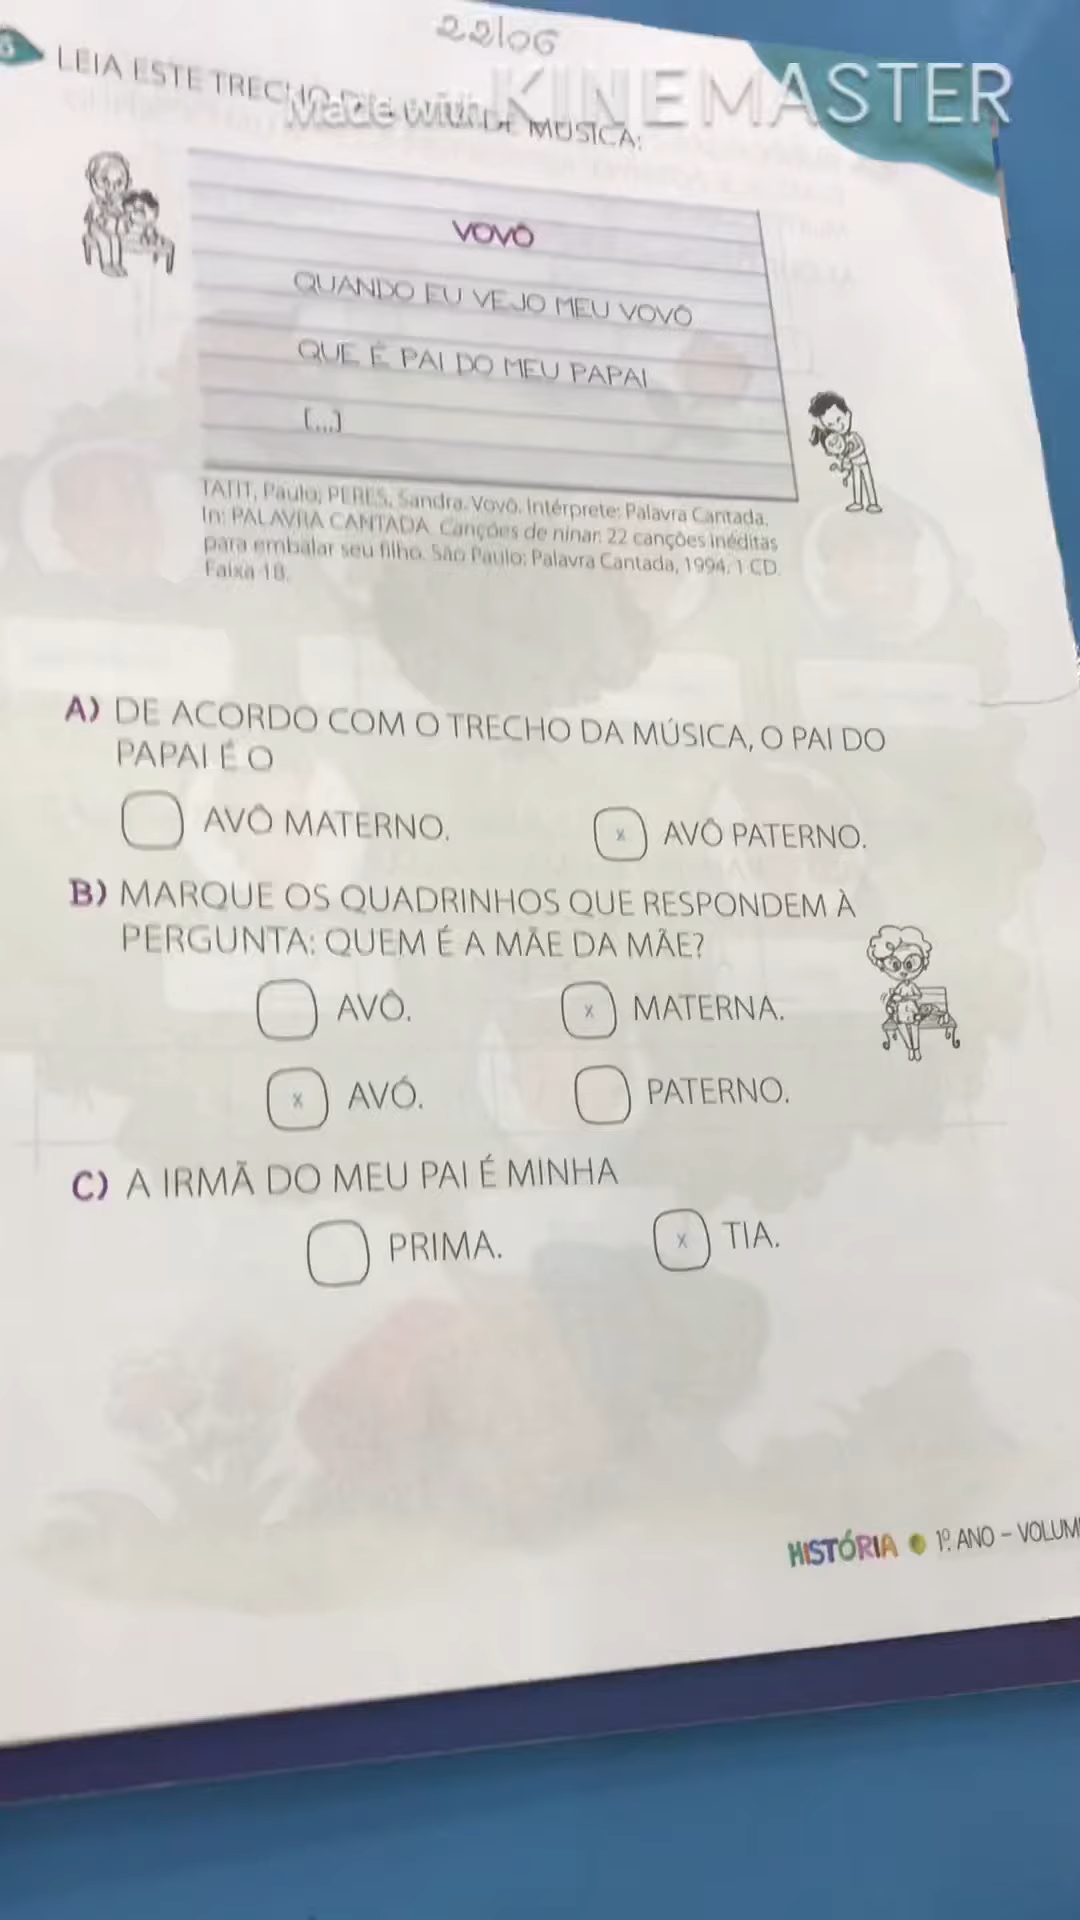 22/06
LEIA ESTE TRECHO DE MÚSICA:
Made with KINEMASTER
VOVÔ
QUANDO EU VEJO MEU VOVÔ
QUE É PAI DO MEU PAPAI
[...]
TATIT, Paulo; PERES, Sandra. Vovô. Intérprete: Palavra Cantada.
In: PALAVRA CANTADA. Canções de ninar: 22 canções inéditas
para embalar seu filho. São Paulo: Palavra Cantada, 1994. 1 CD.
Faixa 18.
A) DE ACORDO COM O TRECHO DA MÚSICA, O PAI DO
PAPAI É O
AVÔ MATERNO. x AVÔ PATERNO.
B) MARQUE OS QUADRINHOS QUE RESPONDEM À
PERGUNTA: QUEM É A MÃE DA MÃE?
AVÔ. x MATERNA.
x AVÓ. PATERNO.
C) A IRMÃ DO MEU PAI É MINHA
PRIMA. x TIA.
HISTÓRIA 1º. ANO – VOLUM